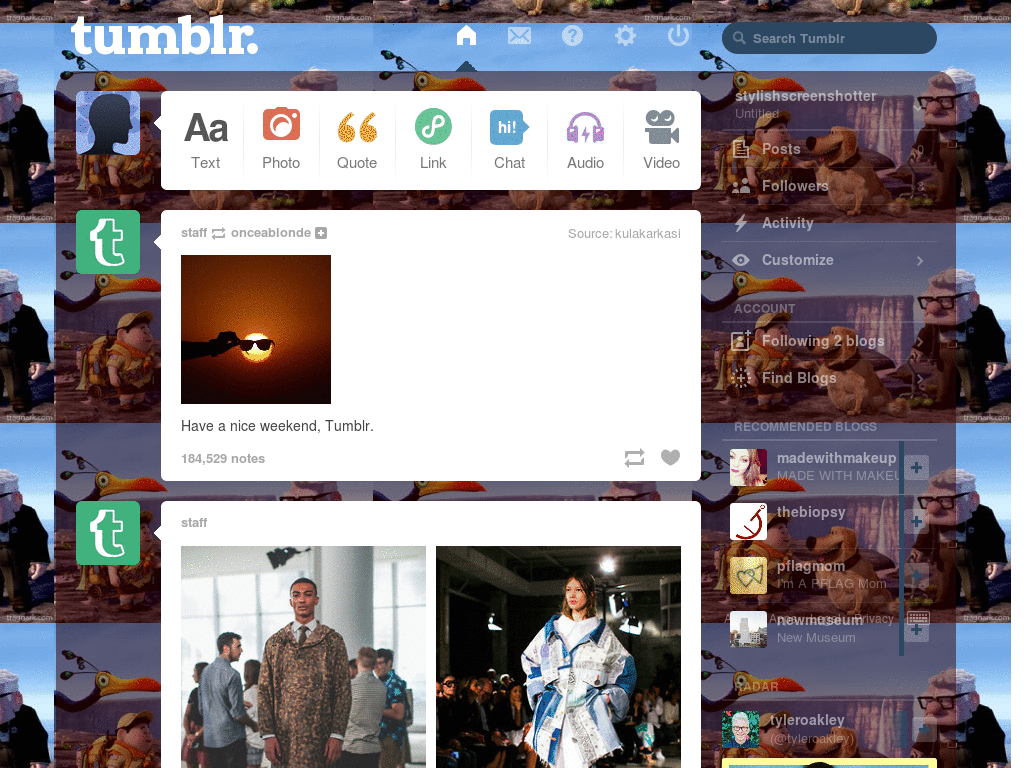 tumblr.
Search Tumblr
Aa
hi!
Text
Photo
Quote
Link
Chat
Audio
Video
stylishscreenshotter
Untitled
Posts
Followers
Activity
Customize
ACCOUNT
Following 2 blogs
Find Blogs
RECOMMENDED BLOGS
madewithmakeup
MADE WITH MAKEU
thebiopsy
pflagmom
I'm A PFLAG Mom
newmuseum
Privacy
New Museum
RADAR
tyleroakley
(@tyleroakley)
t
staff onceablonde
Source: kulakarkasi
Have a nice weekend, Tumblr.
184,529 notes
t
staff
tragnark.com